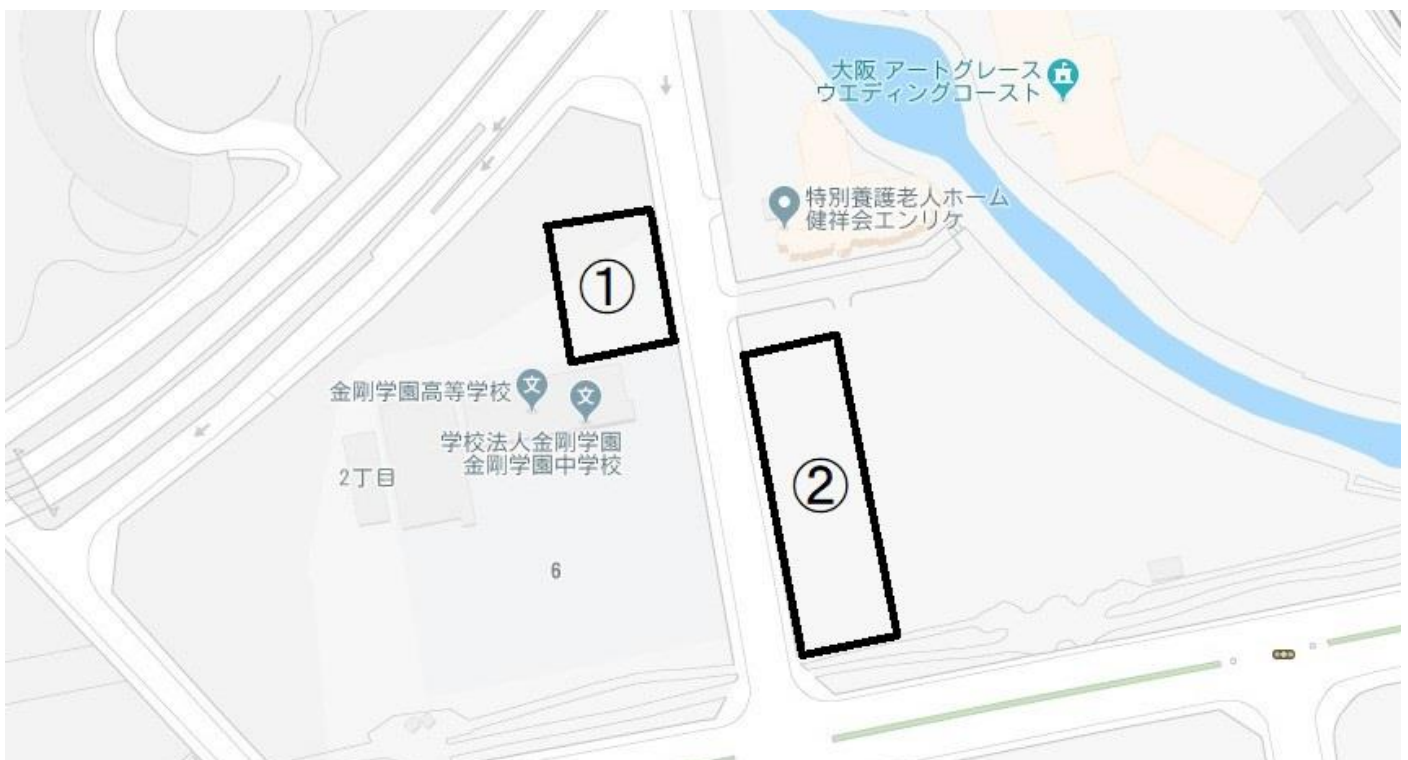 大阪 アートグレース
ウエディングコースト
特別養護老人ホーム
健祥会エンリケ
①
金剛学園高等学校
学校法人金剛学園
金剛学園中学校
2丁目
②
6